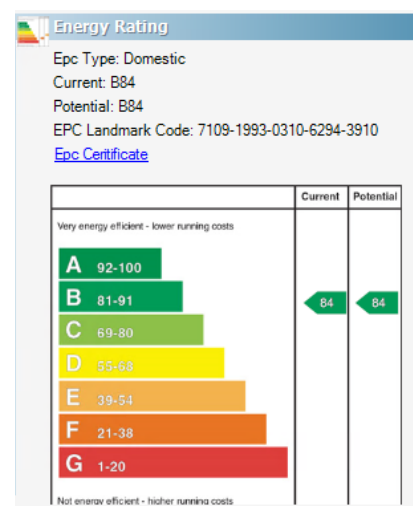 Energy Rating
Epc Type: Domestic
Current: B84
Potential: B84
EPC Landmark Code: 7109-1993-0310-6294-3910
Epc Ceritificate
Current Potential
Very energy efficient - lower running costs
A 92-100
B 81-91 84 84
C 69-80
D 55-68
E 39-54
F 21-38
G 1-20
Not energy efficient - higher running costs